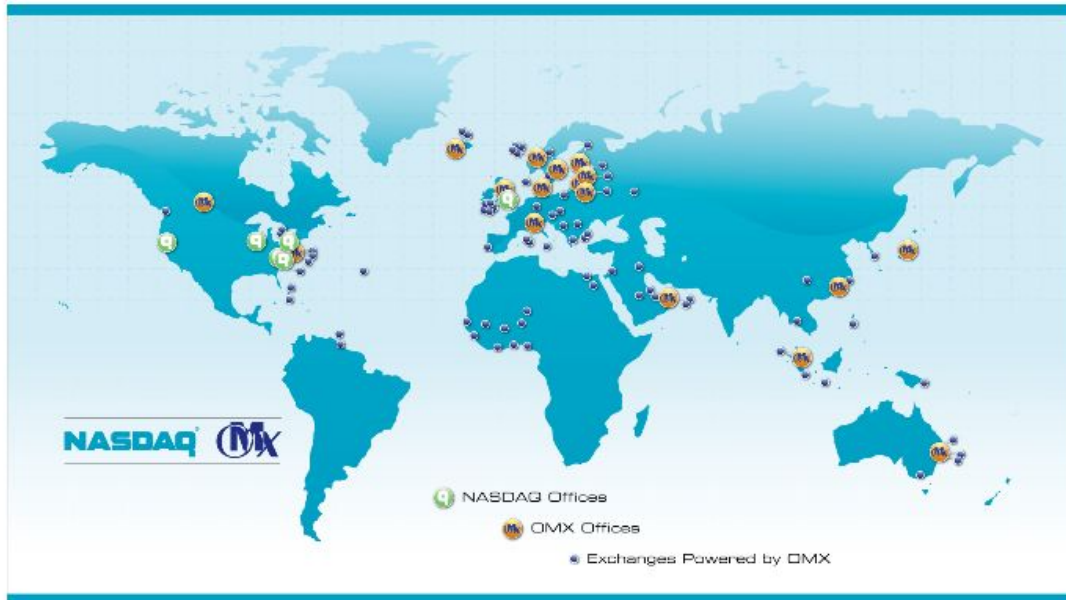 NASDAQ OMX
NASDAQ Offices
OMX Offices
Exchanges Powered by OMX